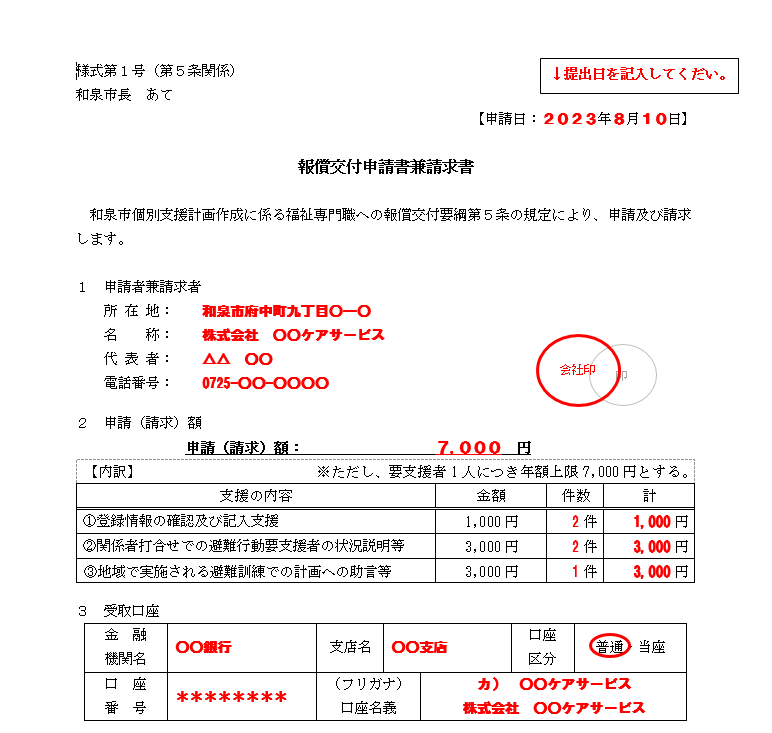 様式第１号（第５条関係）
↓提出日を記入してくだい。
和泉市長　あて
【申請日：２０２３年８月１０日】
報償交付申請書兼請求書
和泉市個別支援計画作成に係る福祉専門職への報償交付要綱第５条の規定により、申請及び請求
します。
１　申請者兼請求者
所 在 地：　和泉市府中町九丁目〇ー〇
名　　称：　株式会社　〇〇ケアサービス
代 表 者：　△△　〇〇
電話番号：　0725-〇〇-〇〇〇〇
会社印
印
２　申請（請求）額
申請（請求）額：　7,000　円
【内訳】　※ただし、要支援者１人につき年額上限7,000円とする。
支援の内容　金額　件数　計
①登録情報の確認及び記入支援　1,000円　2 件　1,000 円
②関係者打合せでの避難行動要支援者の状況説明等　3,000円　2 件　3,000 円
③地域で実施される避難訓練での計画への助言等　3,000円　1 件　3,000 円
３　受取口座
金　融
機関名
〇〇銀行
支店名
〇〇支店
口座
区分
普通　当座
口　座
番　号
＊＊＊＊＊＊＊＊
（フリガナ）
口座名義
カ）　〇〇ケアサービス
株式会社　〇〇ケアサービス